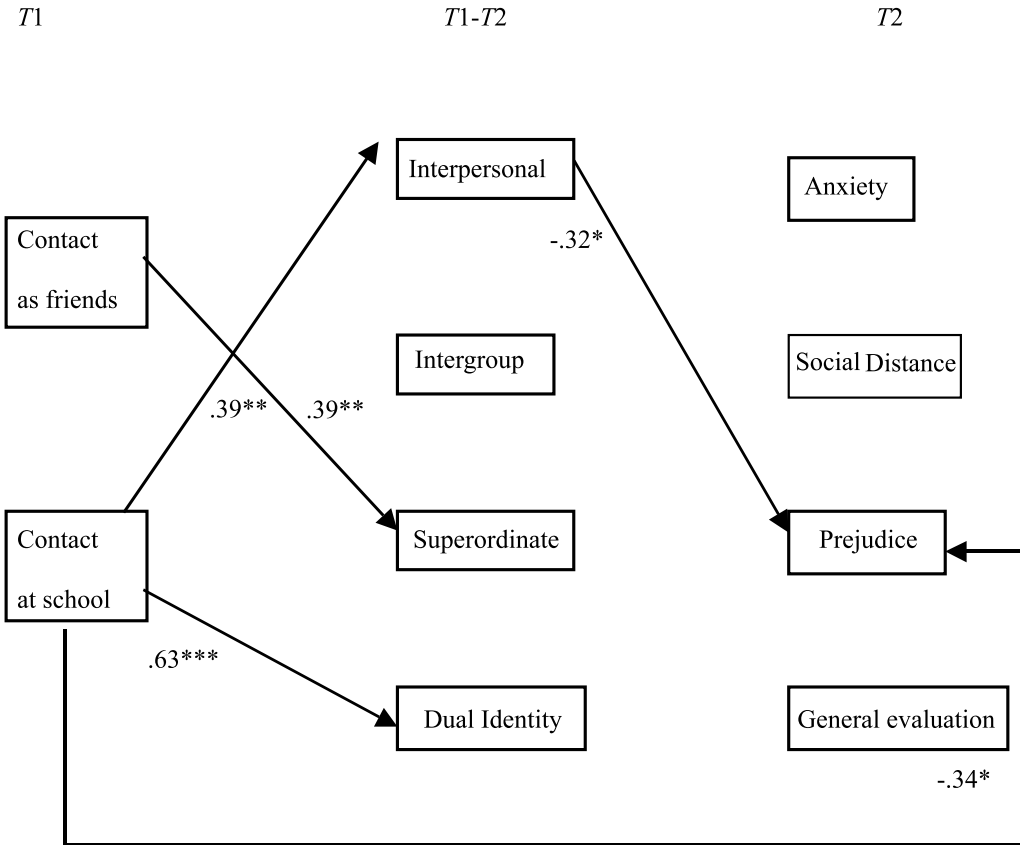 T1
T1-T2
T2
Interpersonal
Anxiety
Contact
as friends
-.32*
Intergroup
Social Distance
.39**
.39**
Contact
at school
Superordinate
Prejudice
.63***
Dual Identity
General evaluation
-.34*